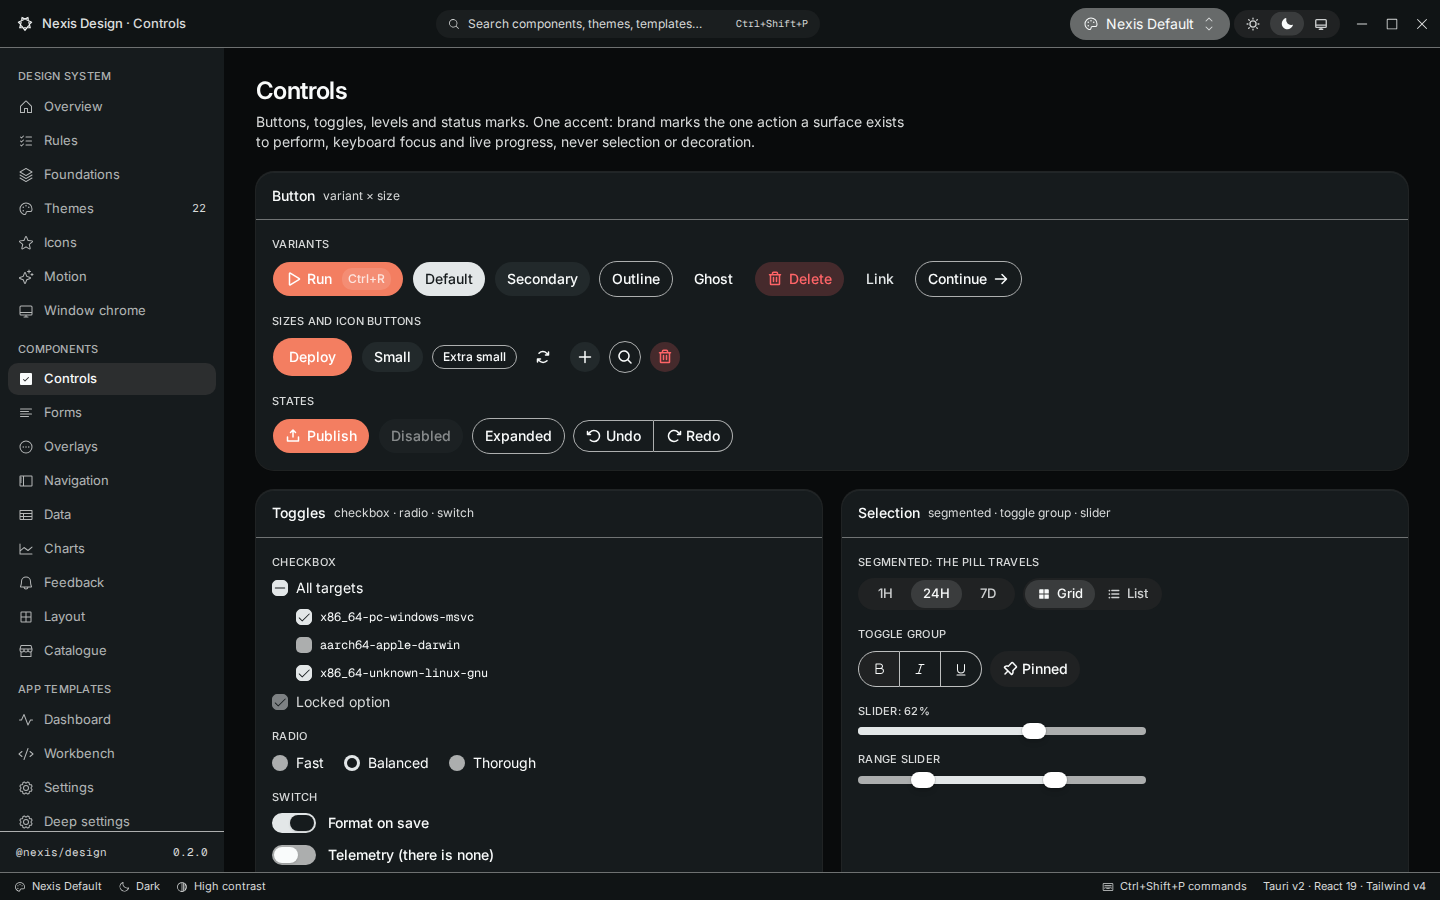 Nexis Design · Controls
Search components, themes, templates...
Ctrl+Shift+P
Nexis Default
DESIGN SYSTEM
Overview
Rules
Foundations
Themes 22
Icons
Motion
Window chrome
COMPONENTS
Controls
Forms
Overlays
Navigation
Data
Charts
Feedback
Layout
Catalogue
APP TEMPLATES
Dashboard
Workbench
Settings
Deep settings
@nexis/design 0.2.0
Controls
Buttons, toggles, levels and status marks. One accent: brand marks the one action a surface exists
to perform, keyboard focus and live progress, never selection or decoration.
Button variant × size
VARIANTS
Run Ctrl+R Default Secondary Outline Ghost Delete Link Continue
SIZES AND ICON BUTTONS
Deploy Small Extra small
STATES
Publish Disabled Expanded Undo Redo
Toggles checkbox · radio · switch
CHECKBOX
All targets
x86_64-pc-windows-msvc
aarch64-apple-darwin
x86_64-unknown-linux-gnu
Locked option
RADIO
Fast Balanced Thorough
SWITCH
Format on save
Telemetry (there is none)
Selection segmented · toggle group · slider
SEGMENTED: THE PILL TRAVELS
1H 24H 7D Grid List
TOGGLE GROUP
B I U Pinned
SLIDER: 62%
RANGE SLIDER
Nexis Default Dark High contrast
Ctrl+Shift+P commands Tauri v2 · React 19 · Tailwind v4